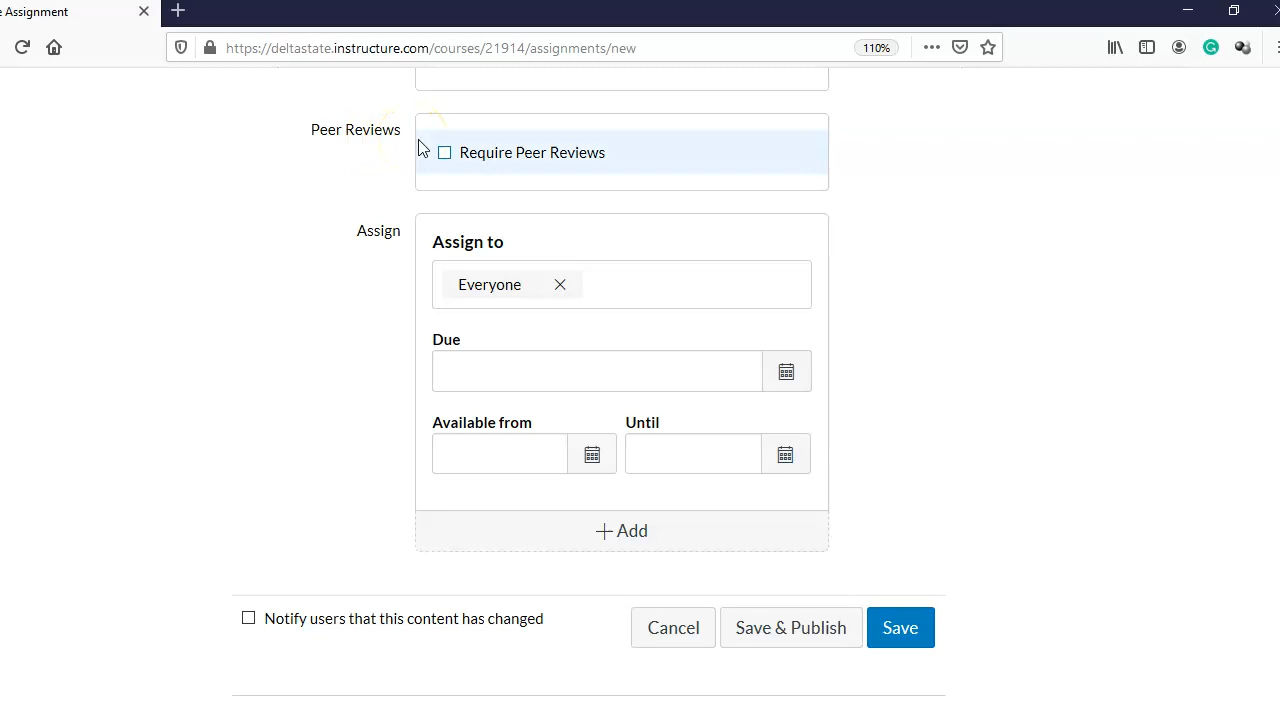 e Assignment
https://deltastate.instructure.com/courses/21914/assignments/new
110%
Peer Reviews
Require Peer Reviews
Assign
Assign to
Everyone
Due
Available from
Until
Add
Notify users that this content has changed
Cancel
Save & Publish
Save